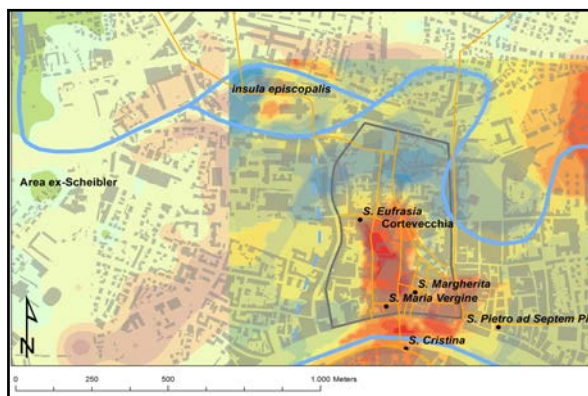 insula episcopalis
Area ex-Scheibler
S. Eufrasia
Cortevecchia
S. Margherita
S. Maria Vergine
S. Pietro ad Septem Pi
S. Cristina
N
0 250 500 1.000 Meters